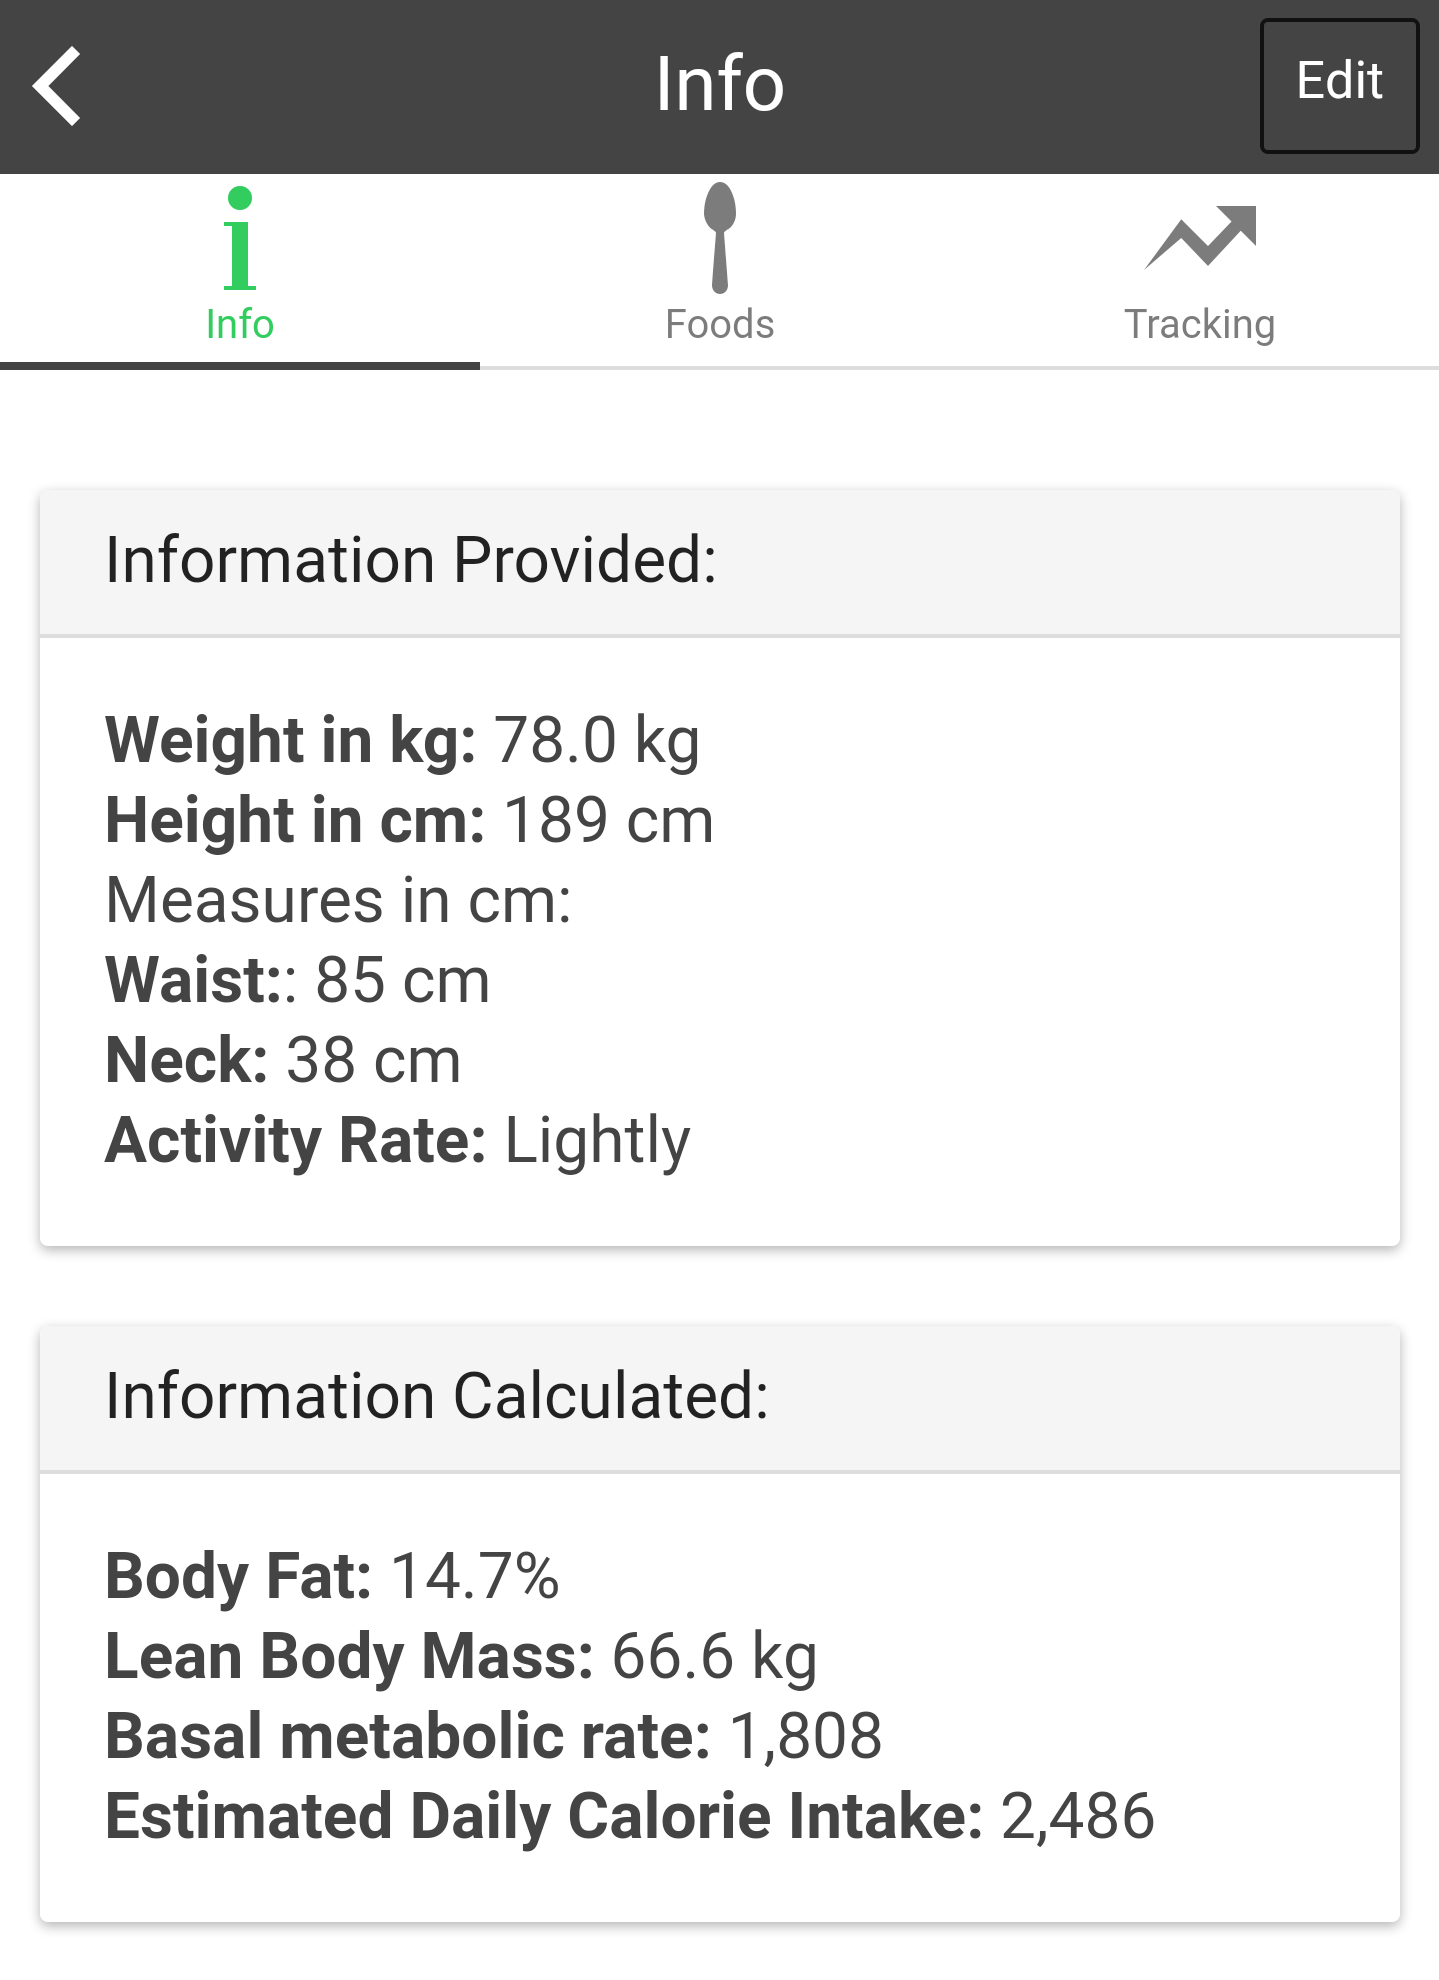 Info
Edit
Info
Foods
Tracking
Information Provided:
Weight in kg: 78.0 kg
Height in cm: 189 cm
Measures in cm:
Waist:: 85 cm
Neck: 38 cm
Activity Rate: Lightly
Information Calculated:
Body Fat: 14.7%
Lean Body Mass: 66.6 kg
Basal metabolic rate: 1,808
Estimated Daily Calorie Intake: 2,486